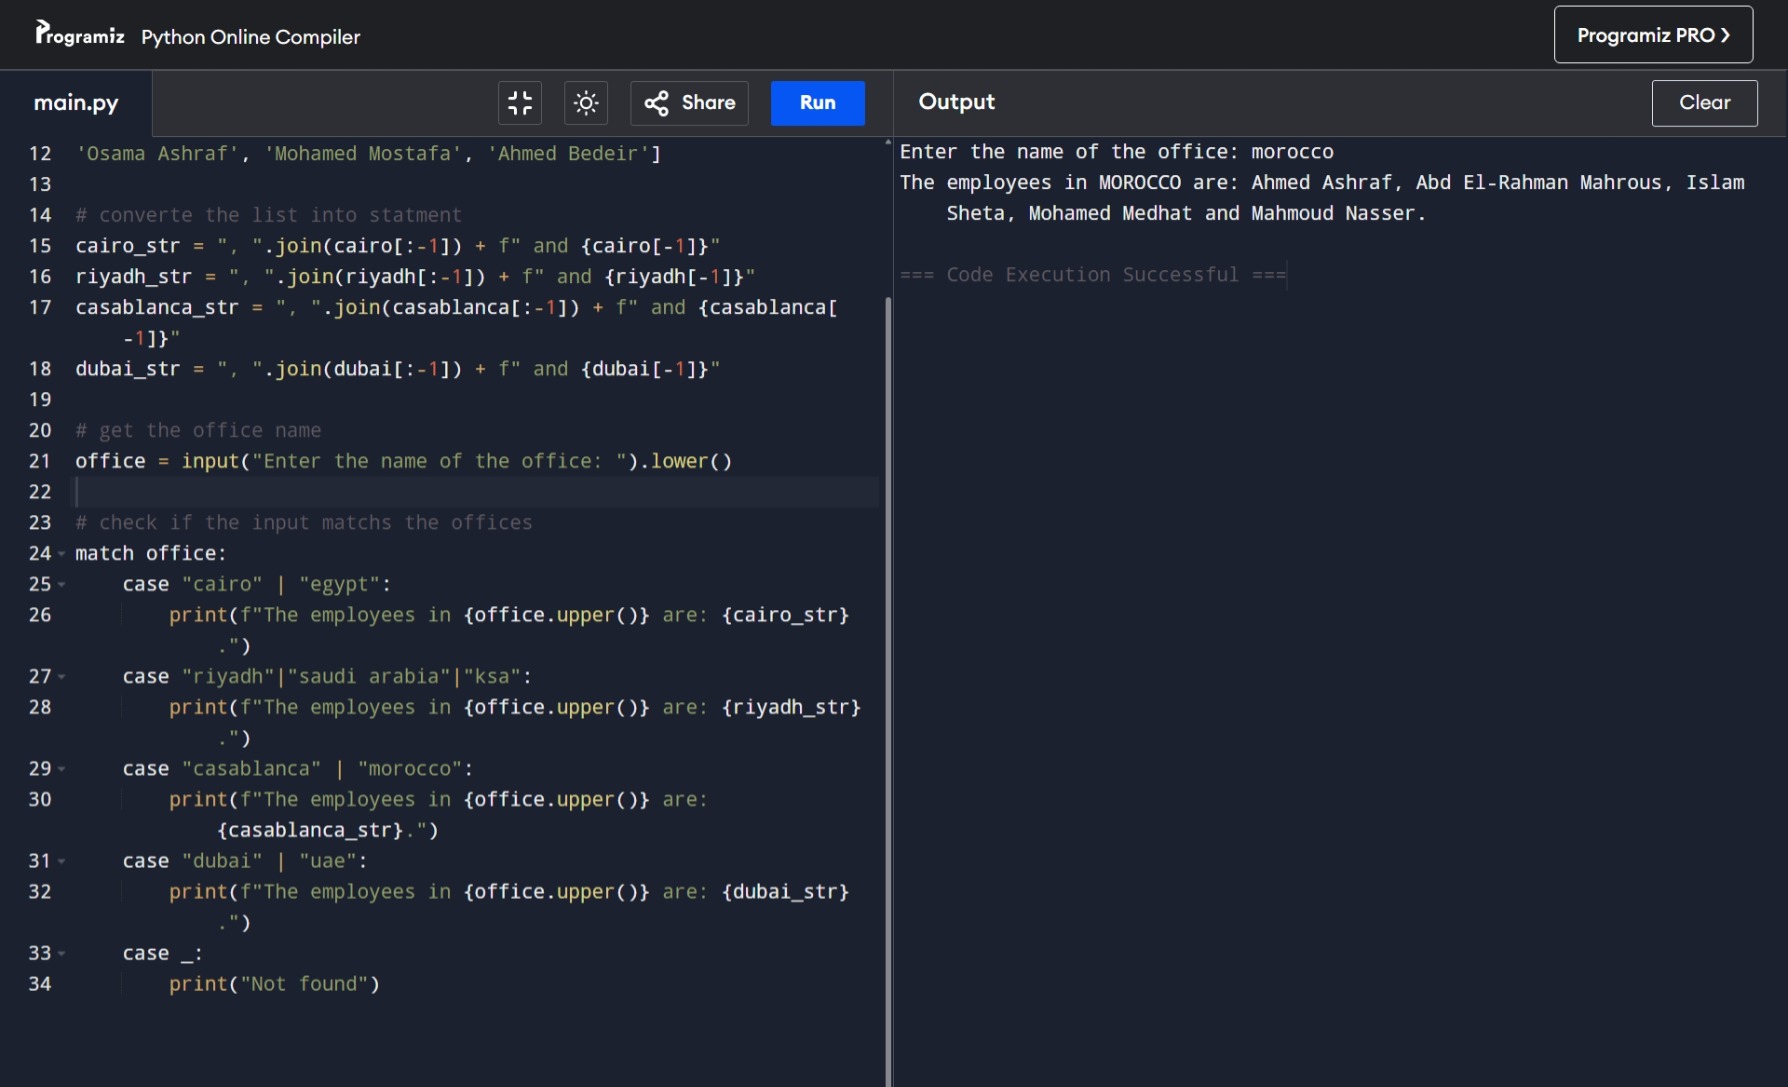 Programiz Python Online Compiler
Programiz PRO ❯
main.py
Share
Run
Output
Clear
12 'Osama Ashraf', 'Mohamed Mostafa', 'Ahmed Bedeir']
13
14 # converte the list into statment
15 cairo_str = ", ".join(cairo[:-1]) + f" and {cairo[-1]}"
16 riyadh_str = ", ".join(riyadh[:-1]) + f" and {riyadh[-1]}"
17 casablanca_str = ", ".join(casablanca[:-1]) + f" and {casablanca[
-1]}"
18 dubai_str = ", ".join(dubai[:-1]) + f" and {dubai[-1]}"
19
20 # get the office name
21 office = input("Enter the name of the office: ").lower()
22
23 # check if the input matchs the offices
24 match office:
25 case "cairo" | "egypt":
26 print(f"The employees in {office.upper()} are: {cairo_str}
.")
27 case "riyadh"|"saudi arabia"|"ksa":
28 print(f"The employees in {office.upper()} are: {riyadh_str}
.")
29 case "casablanca" | "morocco":
30 print(f"The employees in {office.upper()} are:
{casablanca_str}.")
31 case "dubai" | "uae":
32 print(f"The employees in {office.upper()} are: {dubai_str}
.")
33 case _:
34 print("Not found")
Enter the name of the office: morocco
The employees in MOROCCO are: Ahmed Ashraf, Abd El-Rahman Mahrous, Islam
Sheta, Mohamed Medhat and Mahmoud Nasser.
=== Code Execution Successful ===